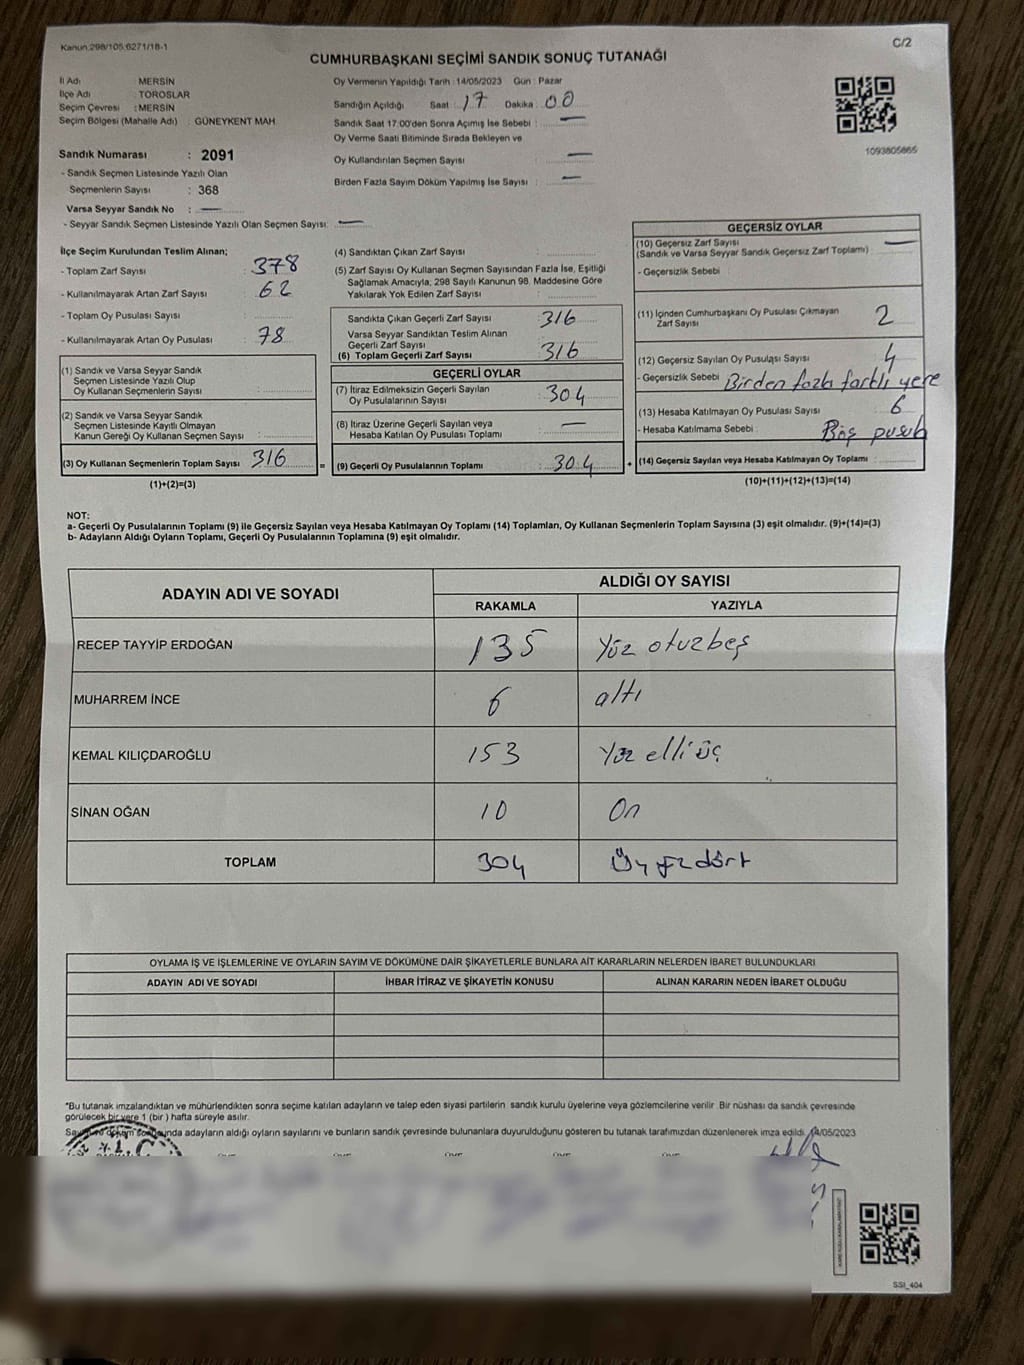 Kanun:298/105;6271/18-1
C/2
CUMHURBAŞKANI SEÇİMİ SANDIK SONUÇ TUTANAĞI
İl Adı : MERSİN
İlçe Adı : TOROSLAR
Seçim Çevresi : MERSİN
Seçim Bölgesi (Mahalle Adı) : GÜNEYKENT MAH.
Oy Vermenin Yapıldığı Tarih :14/05/2023 Gün : Pazar
Sandığın Açıldığı Saat : 17 Dakika : 00
Sandık Saat 17:00'den Sonra Açımış İse Sebebi : —
Oy Verme Saati Bitiminde Sırada Bekleyen ve
Oy Kullandırılan Seçmen Sayısı : —
Birden Fazla Sayım Döküm Yapılmış İse Sayısı : —
1093805865
Sandık Numarası : 2091
- Sandık Seçmen Listesinde Yazılı Olan
Seçmenlerin Sayısı : 368
Varsa Seyyar Sandık No : —
- Seyyar Sandık Seçmen Listesinde Yazılı Olan Seçmen Sayısı: —
İlçe Seçim Kurulundan Teslim Alınan;
- Toplam Zarf Sayısı : 378
- Kullanılmayarak Artan Zarf Sayısı : 62
- Toplam Oy Pusulası Sayısı :
- Kullanılmayarak Artan Oy Pusulası : 78
(1) Sandık ve Varsa Seyyar Sandık
Seçmen Listesinde Yazılı Olup
Oy Kullanan Seçmenlerin Sayısı :
(2) Sandık ve Varsa Seyyar Sandık
Seçmen Listesinde Kayıtlı Olmayan
Kanun Gereği Oy Kullanan Seçmen Sayısı :
(3) Oy Kullanan Seçmenlerin Toplam Sayısı : 316 =
(1)+(2)=(3)
(4) Sandıktan Çıkan Zarf Sayısı :
(5) Zarf Sayısı Oy Kullanan Seçmen Sayısından Fazla İse, Eşitliği
Sağlamak Amacıyla; 298 Sayılı Kanunun 98. Maddesine Göre
Yakılarak Yok Edilen Zarf Sayısı :
Sandıkta Çıkan Geçerli Zarf Sayısı : 316
Varsa Seyyar Sandıktan Teslim Alınan
Geçerli Zarf Sayısı :
(6) Toplam Geçerli Zarf Sayısı : 316
GEÇERLİ OYLAR
(7) İtiraz Edilmeksizin Geçerli Sayılan
Oy Pusulalarının Sayısı : 304
(8) İtiraz Üzerine Geçerli Sayılan veya
Hesaba Katılan Oy Pusulaları Toplamı : —
(9) Geçerli Oy Pusulalarının Toplamı : 304 +
GEÇERSİZ OYLAR
(10) Geçersiz Zarf Sayısı : —
(Sandık ve Varsa Seyyar Sandık Geçersiz Zarf Toplamı)
- Geçersizlik Sebebi :
(11) İçinden Cumhurbaşkanı Oy Pusulası Çıkmayan
Zarf Sayısı : 2
(12) Geçersiz Sayılan Oy Pusulası Sayısı : 4
- Geçersizlik Sebebi : Birden fazla farklı yere
(13) Hesaba Katılmayan Oy Pusulası Sayısı : 6
- Hesaba Katılmama Sebebi : Boş pusula
(14) Geçersiz Sayılan veya Hesaba Katılmayan Oy Toplamı :
(10)+(11)+(12)+(13)=(14)
NOT:
a- Geçerli Oy Pusulalarının Toplamı (9) ile Geçersiz Sayılan veya Hesaba Katılmayan Oy Toplamı (14) Toplamları, Oy Kullanan Seçmenlerin Toplam Sayısına (3) eşit olmalıdır. (9)+(14)=(3)
b- Adayların Aldığı Oyların Toplamı, Geçerli Oy Pusulalarının Toplamına (9) eşit olmalıdır.
ADAYIN ADI VE SOYADI
ALDIĞI OY SAYISI
RAKAMLA YAZIYLA
RECEP TAYYİP ERDOĞAN 135 Yüz otuzbeş
MUHARREM İNCE 6 altı
KEMAL KILIÇDAROĞLU 153 Yüz elli üç
SİNAN OĞAN 10 On
TOPLAM 304 Üçyüzdört
OYLAMA İŞ VE İŞLEMLERİNE VE OYLARIN SAYIM VE DÖKÜMÜNE DAİR ŞİKAYETLERLE BUNLARA AİT KARARLARIN NELERDEN İBARET BULUNDUKLARI
ADAYIN ADI VE SOYADI İHBAR İTİRAZ VE ŞİKAYETİN KONUSU ALINAN KARARIN NEDEN İBARET OLDUĞU
*Bu tutanak imzalandıktan ve mühürlendikten sonra seçime katılan adayların ve talep eden siyasi partilerin sandık kurulu üyelerine veya gözlemcilerine verilir. Bir nüshası da sandık çevresinde
görülecek bir yere 1 (bir ) hafta süreyle asılır.
adayların aldığı oyların sayılarını ve bunların sandık çevresinde bulunanlara duyurulduğunu gösteren bu tutanak tarafımızdan düzenlenerek imza edildi. 14/05/2023
SSI_404